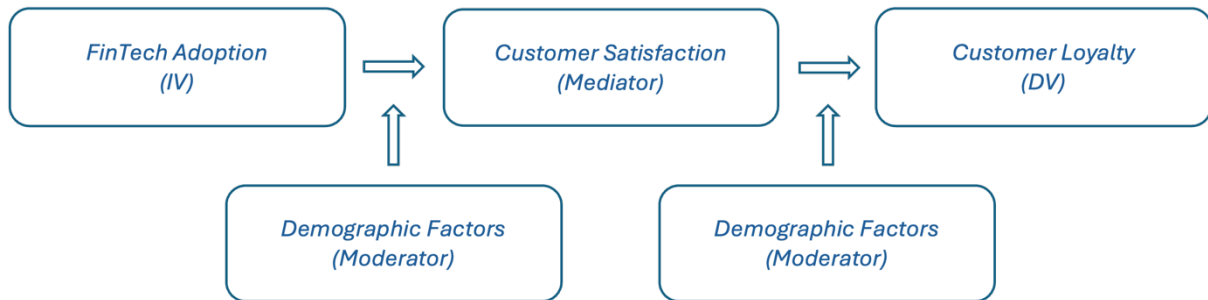 FinTech Adoption
(IV)
Customer Satisfaction
(Mediator)
Customer Loyalty
(DV)
Demographic Factors
(Moderator)
Demographic Factors
(Moderator)